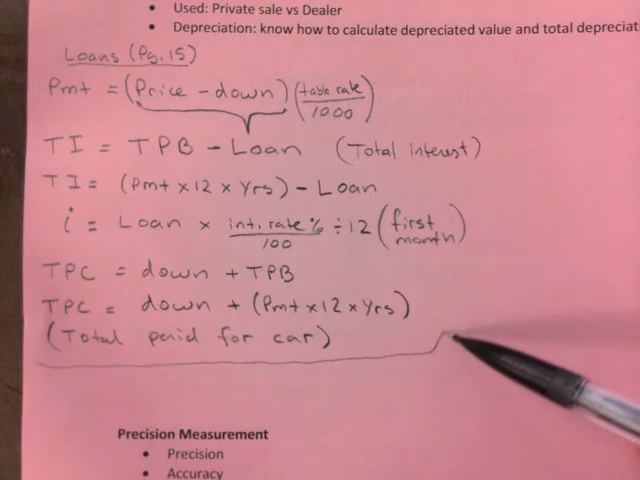 • Used: Private sale vs Dealer
• Depreciation: know how to calculate depreciated value and total depreciat
Loans (Pg. 15)
Pmt = (Price - down) (table rate / 1000)
TI = TPB - Loan (Total interest)
TI = (Pmt x 12 x Yrs) - Loan
i = Loan x int. rate % / 100 ÷ 12 (first month)
TPC = down + TPB
TPC = down + (Pmt x 12 x Yrs)
(Total paid for car)
Precision Measurement
• Precision
• Accuracy